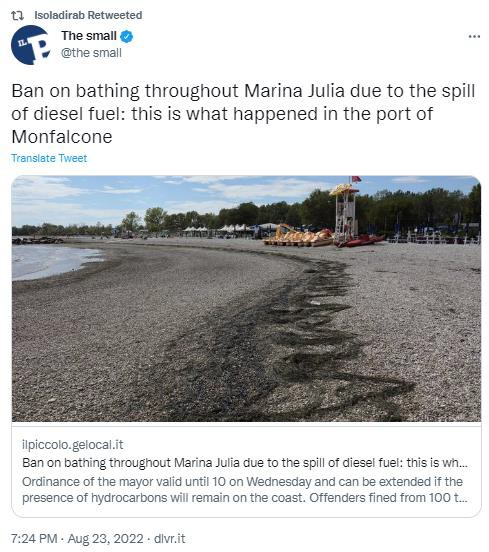 Isoladirab Retweeted
The small
@the small
Ban on bathing throughout Marina Julia due to the spill
of diesel fuel: this is what happened in the port of
Monfalcone
Translate Tweet
ilpiccolo.gelocal.it
Ban on bathing throughout Marina Julia due to the spill of diesel fuel: this is wh...
Ordinance of the mayor valid until 10 on Wednesday and can be extended if the
presence of hydrocarbons will remain on the coast. Offenders fined from 100 t...
7:24 PM · Aug 23, 2022 · dlvr.it